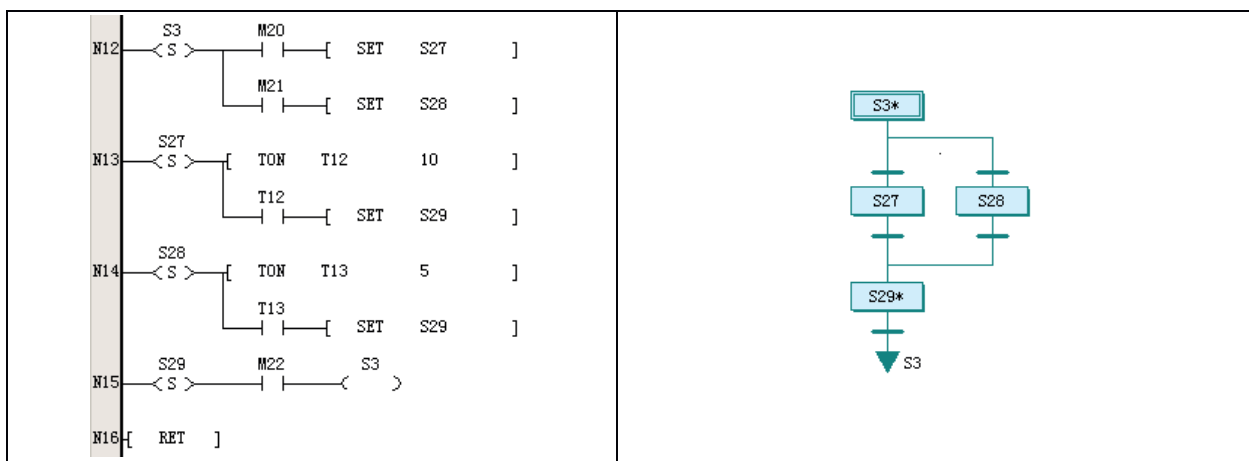 S3 M20
N12 S SET S27
M21
SET S28
S27
N13 S TON T12 10
T12
SET S29
S28
N14 S TON T13 5
T13
SET S29
S29 M22 S3
N15 S
N16 RET
S3*
S27 S28
S29*
S3